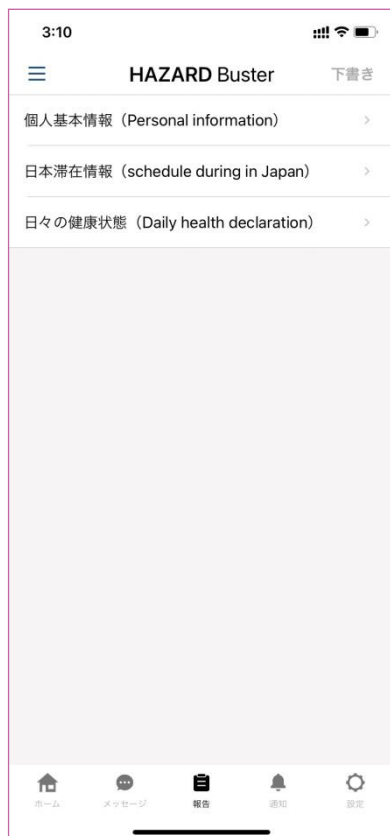 3:10
HAZARD Buster
下書き
個人基本情報（Personal information）
日本滞在情報（schedule during in Japan）
日々の健康状態（Daily health declaration）
ホーム
メッセージ
報告
通知
設定